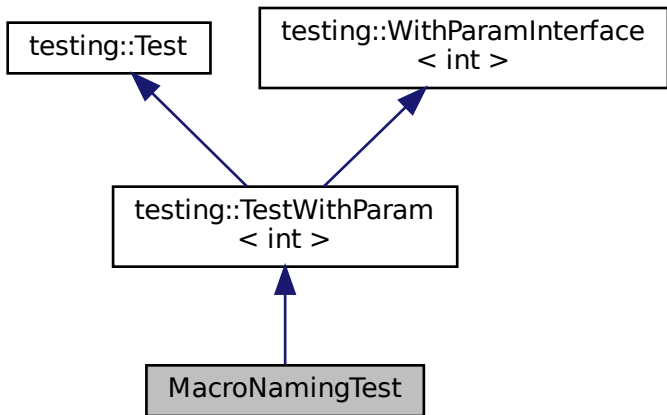 testing::Test
testing::WithParamInterface
< int >
testing::TestWithParam
< int >
MacroNamingTest